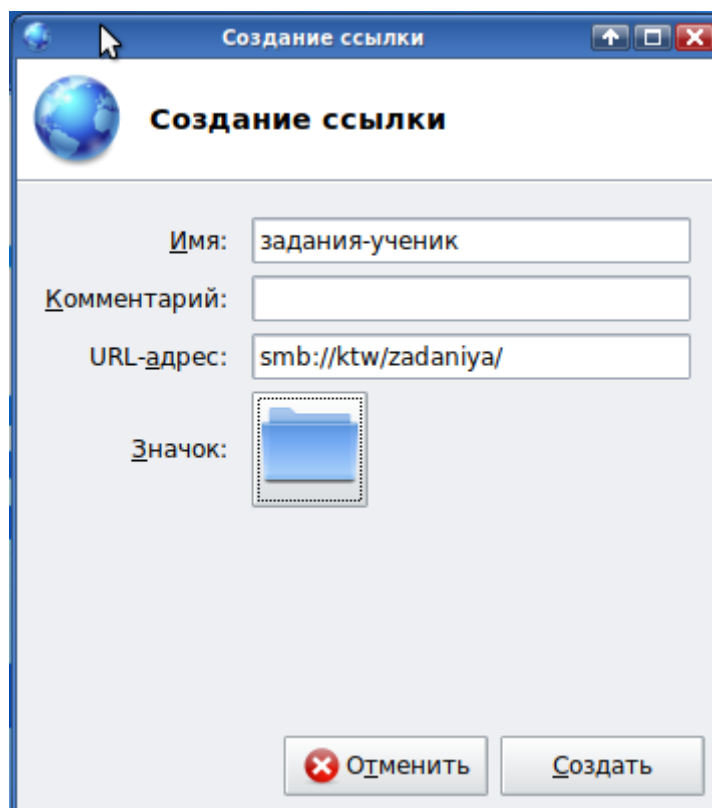 Создание ссылки
Создание ссылки
Имя: задания-ученик
Комментарий:
URL-адрес: smb://ktw/zadaniya/
Значок:
Отменить Создать